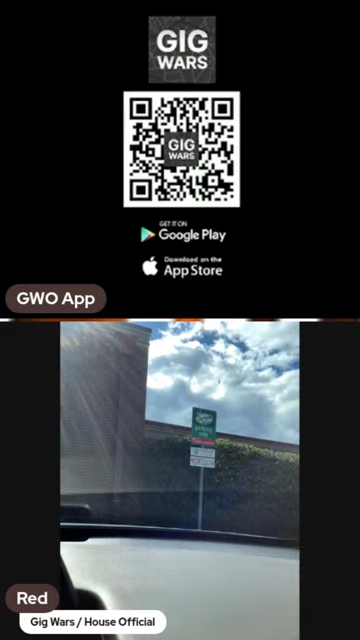 GIG
WARS
GIG
WARS
GET IT ON
Google Play
Download on the
App Store
GWO App
Red
Gig Wars / House Official